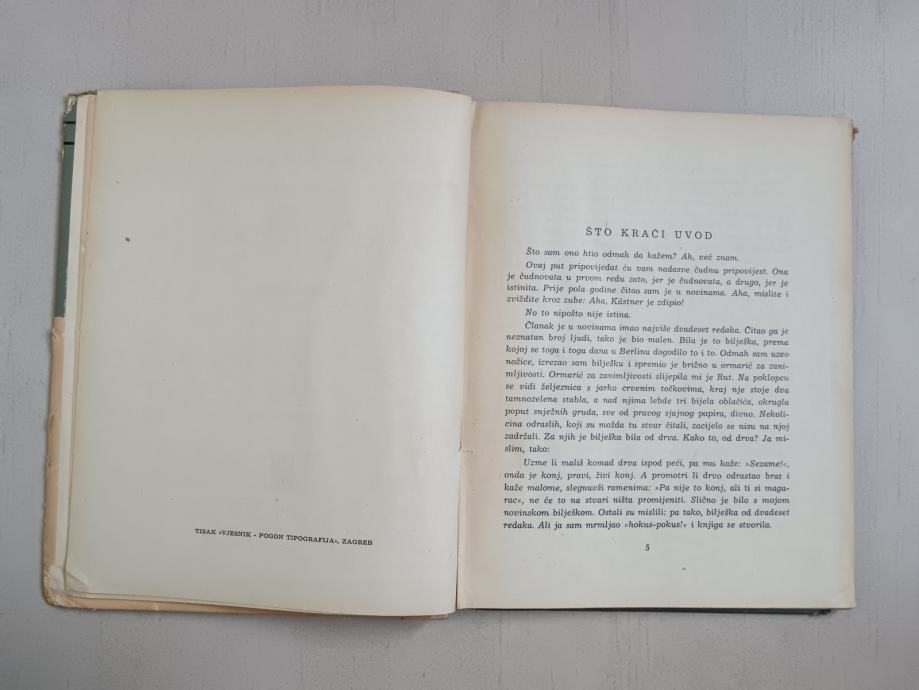 TISAK »VJESNIK - POGON TIPOGRAFIJA«, ZAGREB
ŠTO KRAĆI UVOD
Što sam ono htio odmah da kažem? Ah, već znam.
Ovaj put pripovijedat ću vam nadasve čudnu pripovijest. Ona
je čudnovata u prvom redu zato, jer je čudnovata, a drugo, jer je
istinita. Prije pola godine čitao sam je u novinama. Aha, mislite i
zviždite kroz zube: Aha, Kästner je zdipio!
No to nipošto nije istina.
Članak je u novinama imao najviše dvadeset redaka. Čitao ga je
neznatan broj ljudi, tako je bio malen. Bila je to bilješka, prema
kojoj se toga i toga dana u Berlinu dogodilo to i to. Odmah sam uzeo
nožice, izrezao sam bilješku i spremio je brižno u ormarić za zani-
mljivosti. Ormarić za zanimljivosti slijepila mi je Rut. Na poklopcu
se vidi željeznica s jarko crvenim točkovima, kraj nje stoje dva
tamnozelena stabla, a nad njima lebde tri bijela oblačića, okrugla
poput snježnih gruda, sve od pravog sjajnog papira, divno. Nekoli-
cina odraslih, koji su možda tu stvar čitali, zacijelo se nisu na njoj
zadržali. Za njih je bilješka bila od drva. Kako to, od drva? Ja mi-
slim, tako:
Uzme li mališ komad drva ispod peći, pa mu kaže: »Sezame!«,
onda je konj, pravi, živi konj. A promotri li drvo odrastao brat i
kaže malome, slegnuvši ramenima: »Pa nije to konj, ali ti si maga-
rac«, ne će to na stvari ništa promijeniti. Slično je bilo s mojom
novinskom bilješkom. Ostali su mislili: pa tako, bilješka od dvadeset
redaka. Ali ja sam mrmljao »hokus-pokus!« i knjiga se stvorila.
5